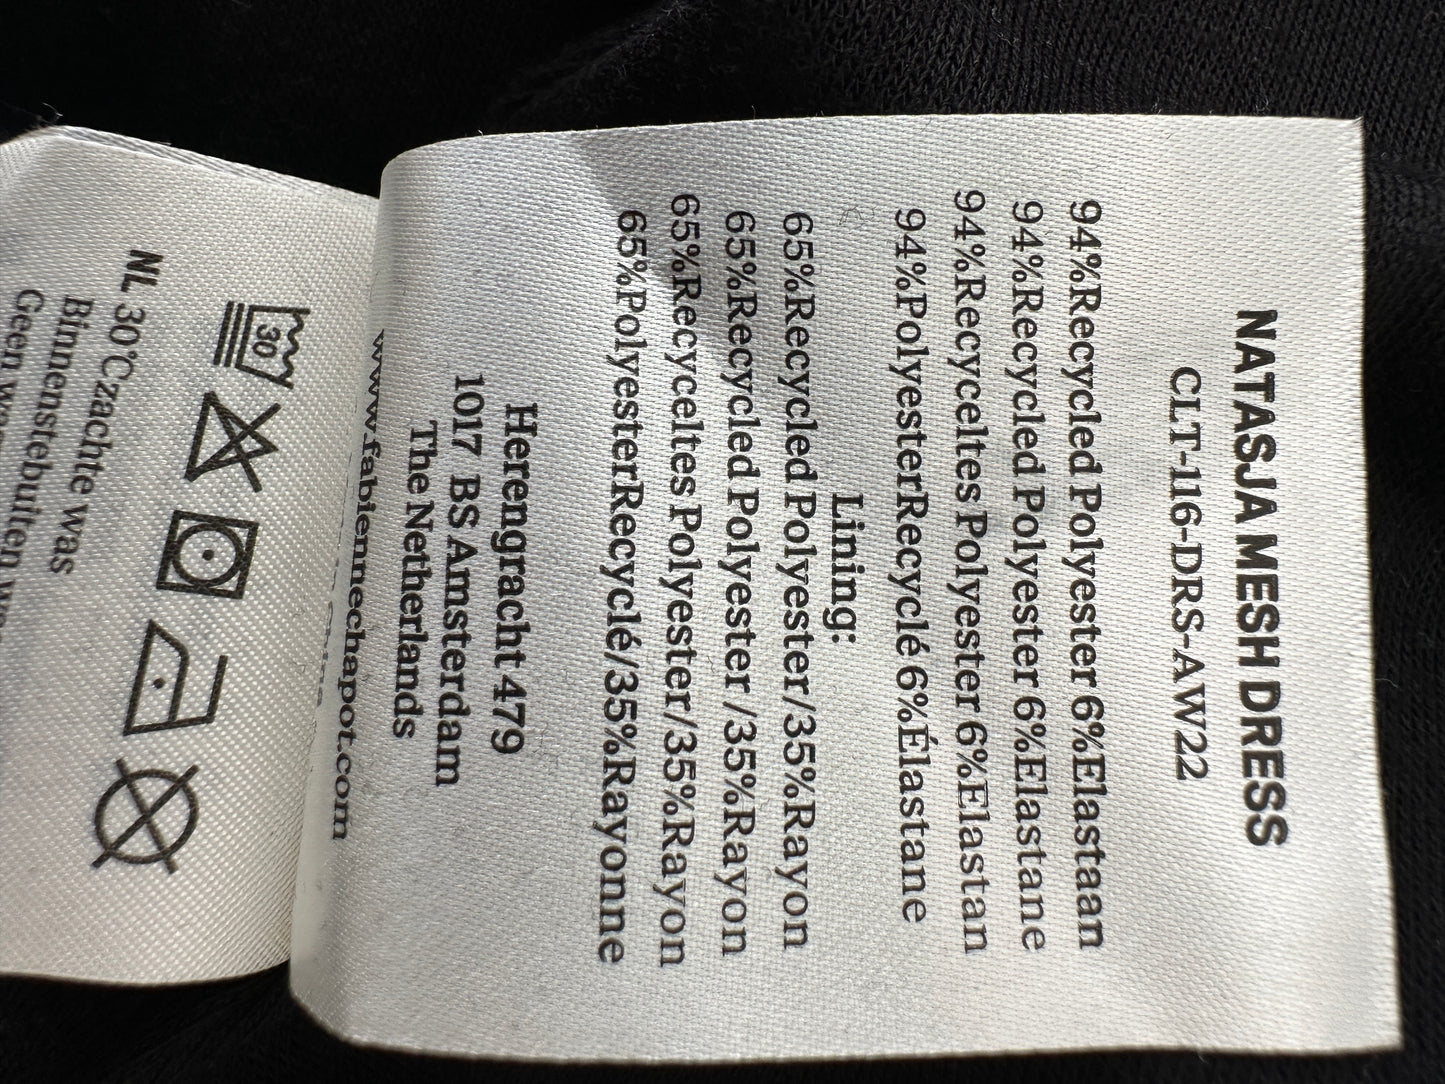 NATASJA MESH DRESS
CLT-116-DRS-AW22
94%Recycled Polyester 6%Elastaan
94%Recycled Polyester 6%Elastane
94%Recyceltes Polyester 6%Elastan
94%PolyesterRecyclé 6%Élastane
Lining:
65%Recycled Polyester/35%Rayon
65%Recycled Polyester /35%Rayon
65%Recyceltes Polyester/35%Rayon
65%PolyesterRecyclé/35%Rayonne
Herengracht 479
1017 BS Amsterdam
The Netherlands
www.fabiennechapot.com
30
NL 30°C zachte was
Binnenstebuiten
Geen